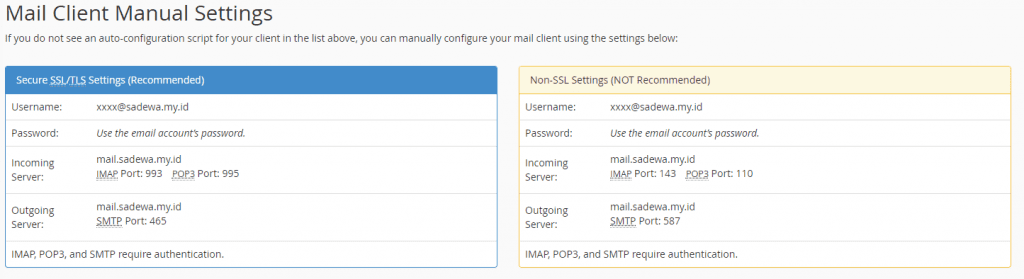 Mail Client Manual Settings
If you do not see an auto-configuration script for your client in the list above, you can manually configure your mail client using the settings below:
Secure SSL/TLS Settings (Recommended)
Username: xxxx@sadewa.my.id
Password: Use the email account's password.
Incoming Server: mail.sadewa.my.id
IMAP Port: 993 POP3 Port: 995
Outgoing Server: mail.sadewa.my.id
SMTP Port: 465
IMAP, POP3, and SMTP require authentication.
Non-SSL Settings (NOT Recommended)
Username: xxxx@sadewa.my.id
Password: Use the email account's password.
Incoming Server: mail.sadewa.my.id
IMAP Port: 143 POP3 Port: 110
Outgoing Server: mail.sadewa.my.id
SMTP Port: 587
IMAP, POP3, and SMTP require authentication.